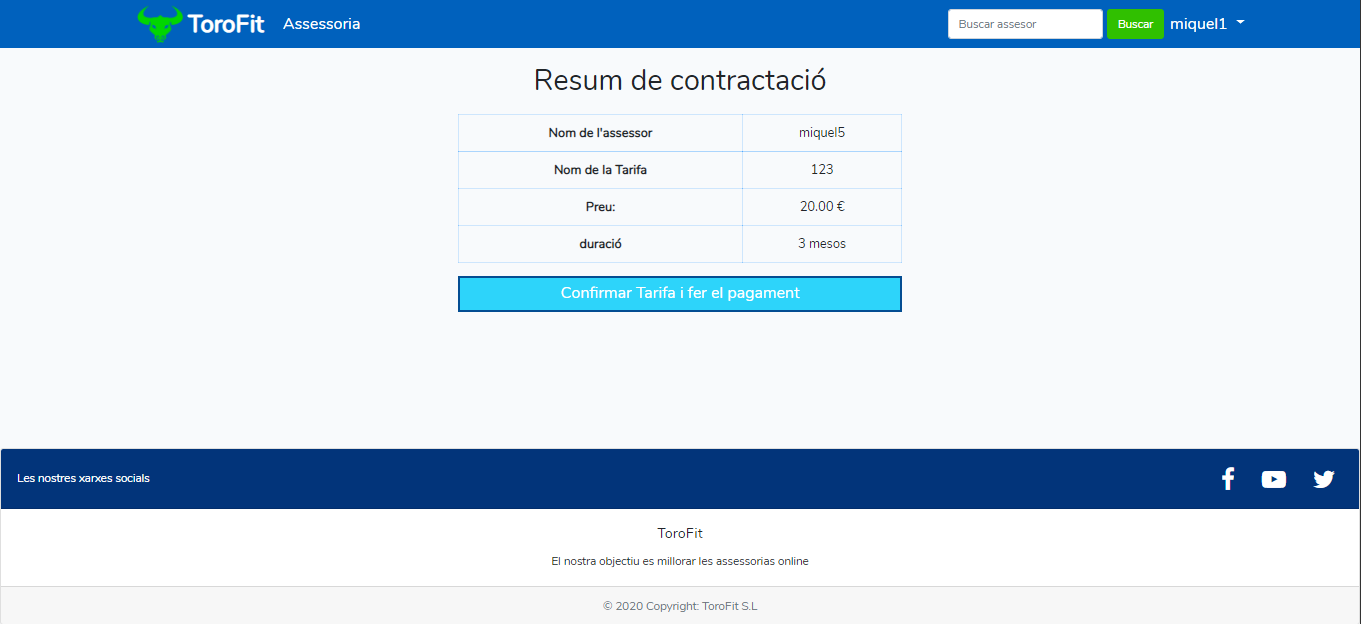 ToroFit Assessoria Buscar assesor Buscar miquel1
Resum de contractació
Nom de l'assessor miquel5
Nom de la Tarifa 123
Preu: 20.00 €
duració 3 mesos
Confirmar Tarifa i fer el pagament
Les nostres xarxes socials
ToroFit
El nostra objectiu es millorar les assessorias online
© 2020 Copyright: ToroFit S.L